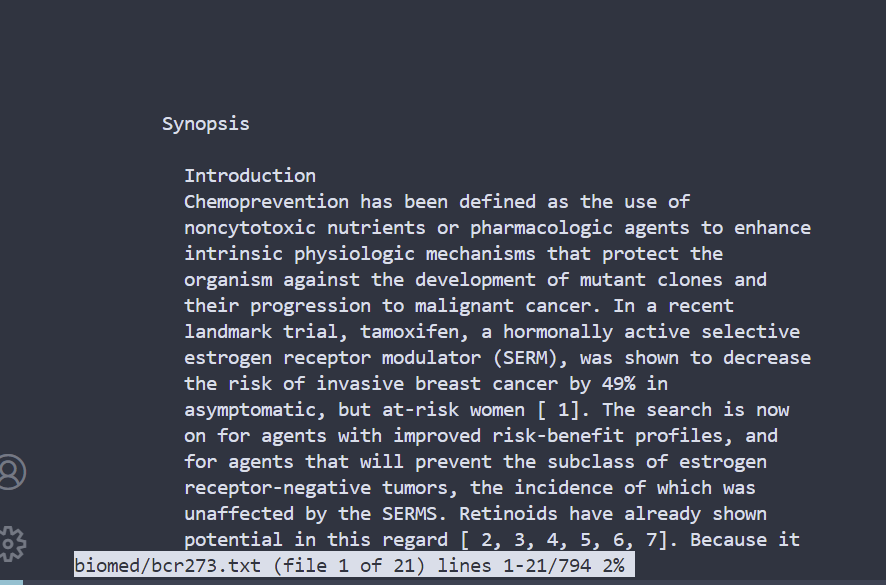 Synopsis
Introduction
Chemoprevention has been defined as the use of
noncytotoxic nutrients or pharmacologic agents to enhance
intrinsic physiologic mechanisms that protect the
organism against the development of mutant clones and
their progression to malignant cancer. In a recent
landmark trial, tamoxifen, a hormonally active selective
estrogen receptor modulator (SERM), was shown to decrease
the risk of invasive breast cancer by 49% in
asymptomatic, but at-risk women [ 1]. The search is now
on for agents with improved risk-benefit profiles, and
for agents that will prevent the subclass of estrogen
receptor-negative tumors, the incidence of which was
unaffected by the SERMS. Retinoids have already shown
potential in this regard [ 2, 3, 4, 5, 6, 7]. Because it
biomed/bcr273.txt (file 1 of 21) lines 1-21/794 2%